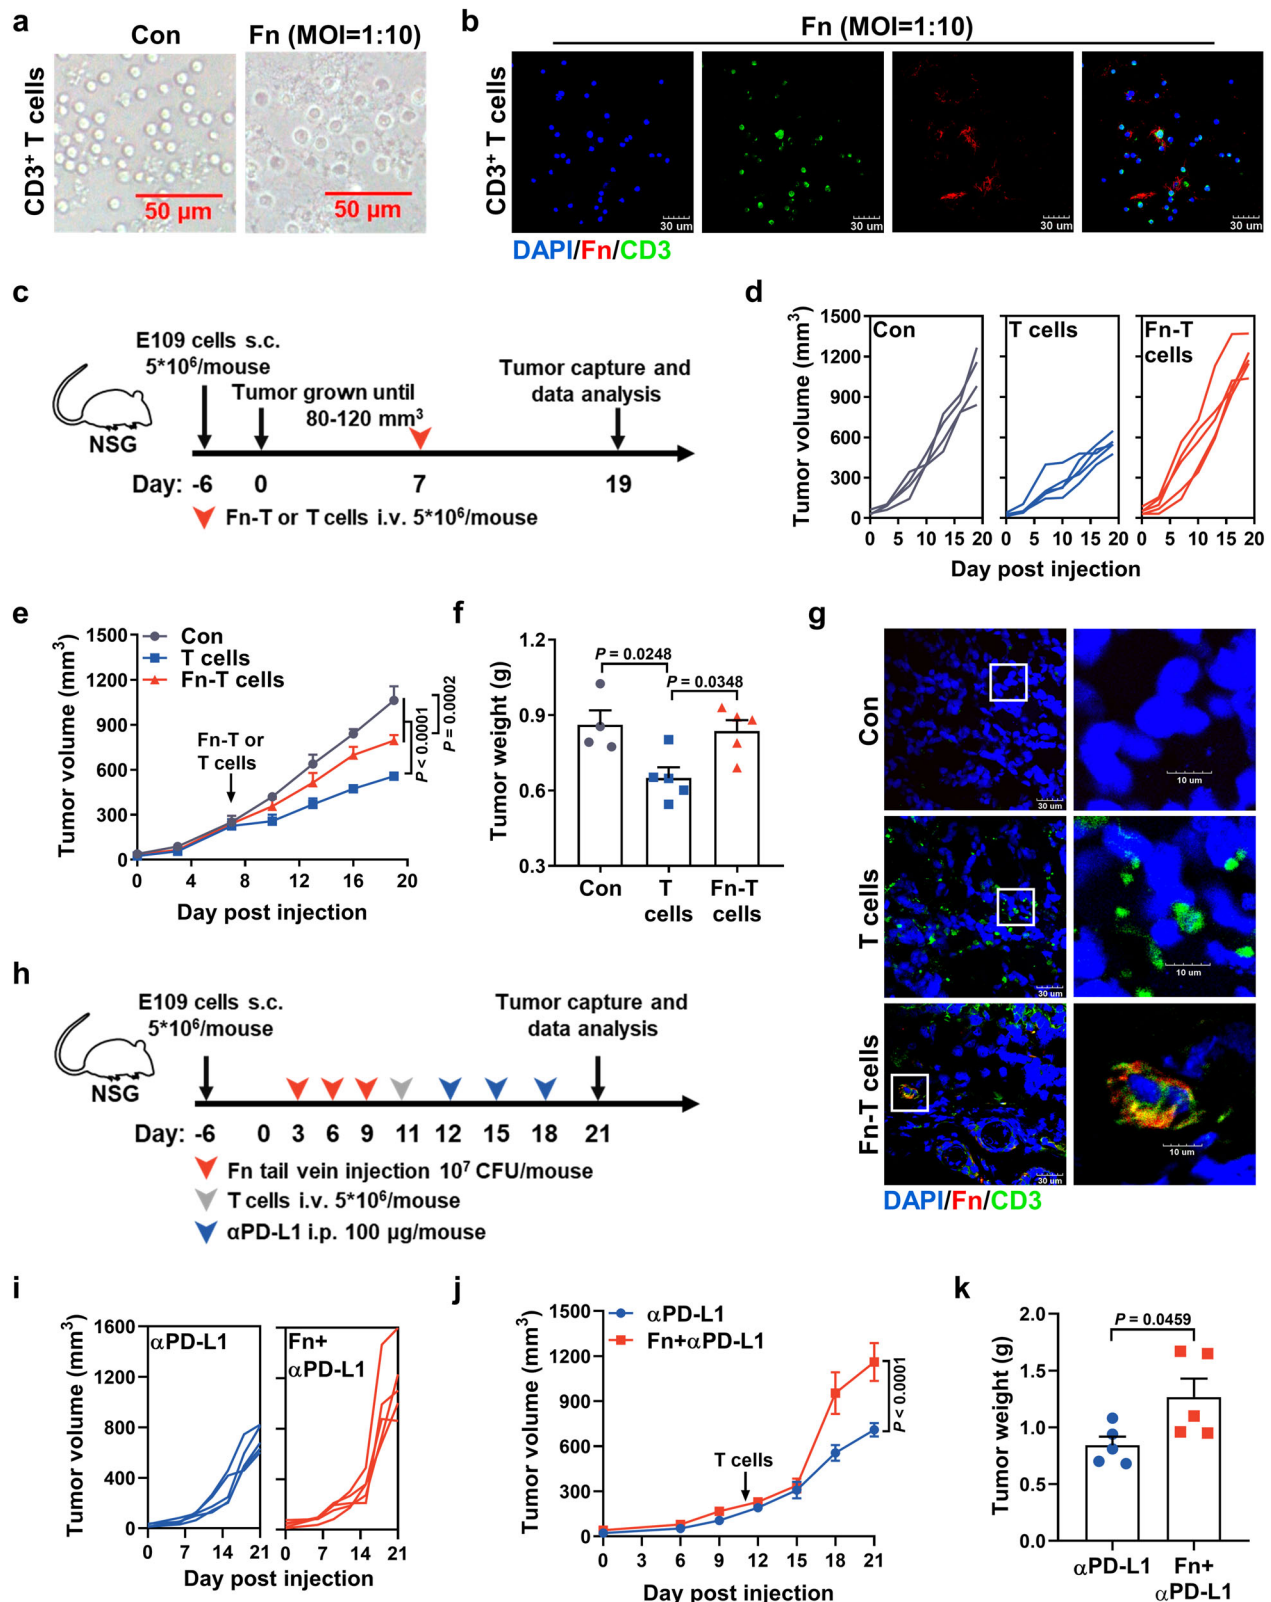 a
Con
Fn (MOI=1:10)
CD3⁺ T cells
50 µm
50 µm
b
Fn (MOI=1:10)
CD3⁺ T cells
30 um
30 um
30 um
30 um
DAPI/Fn/CD3
c
E109 cells s.c.
5*10⁶/mouse
Tumor grown until
80-120 mm³
Tumor capture and
data analysis
NSG
Day: -6 0 7 19
Fn-T or T cells i.v. 5*10⁶/mouse
d
Tumor volume (mm³)
1500
1200
900
600
300
0
Con
T cells
Fn-T
cells
0 5 10 15 20
0 5 10 15 20
0 5 10 15 20
Day post injection
e
Tumor volume (mm³)
1500
1200
900
600
300
0
Con
T cells
Fn-T cells
Fn-T or
T cells
P < 0.0001
P = 0.0002
0 4 8 12 16 20
Day post injection
f
Tumor weight (g)
1.2
0.9
0.6
0.3
P = 0.0248
P = 0.0348
Con
T
cells
Fn-T
cells
g
Con
30 um
10 um
T cells
30 um
10 um
Fn-T cells
30 um
10 um
DAPI/Fn/CD3
h
E109 cells s.c.
5*10⁶/mouse
Tumor capture and
data analysis
NSG
Day: -6 0 3 6 9 11 12 15 18 21
Fn tail vein injection 10⁷ CFU/mouse
T cells i.v. 5*10⁶/mouse
αPD-L1 i.p. 100 µg/mouse
i
Tumor volume (mm³)
1600
1200
800
400
0
αPD-L1
Fn+
αPD-L1
0 7 14 21
0 7 14 21
Day post injection
j
Tumor volume (mm³)
1500
1200
900
600
300
0
αPD-L1
Fn+αPD-L1
T cells
P < 0.0001
0 3 6 9 12 15 18 21
Day post injection
k
Tumor weight (g)
2.0
1.5
1.0
0.5
0.0
P = 0.0459
αPD-L1
Fn+
αPD-L1